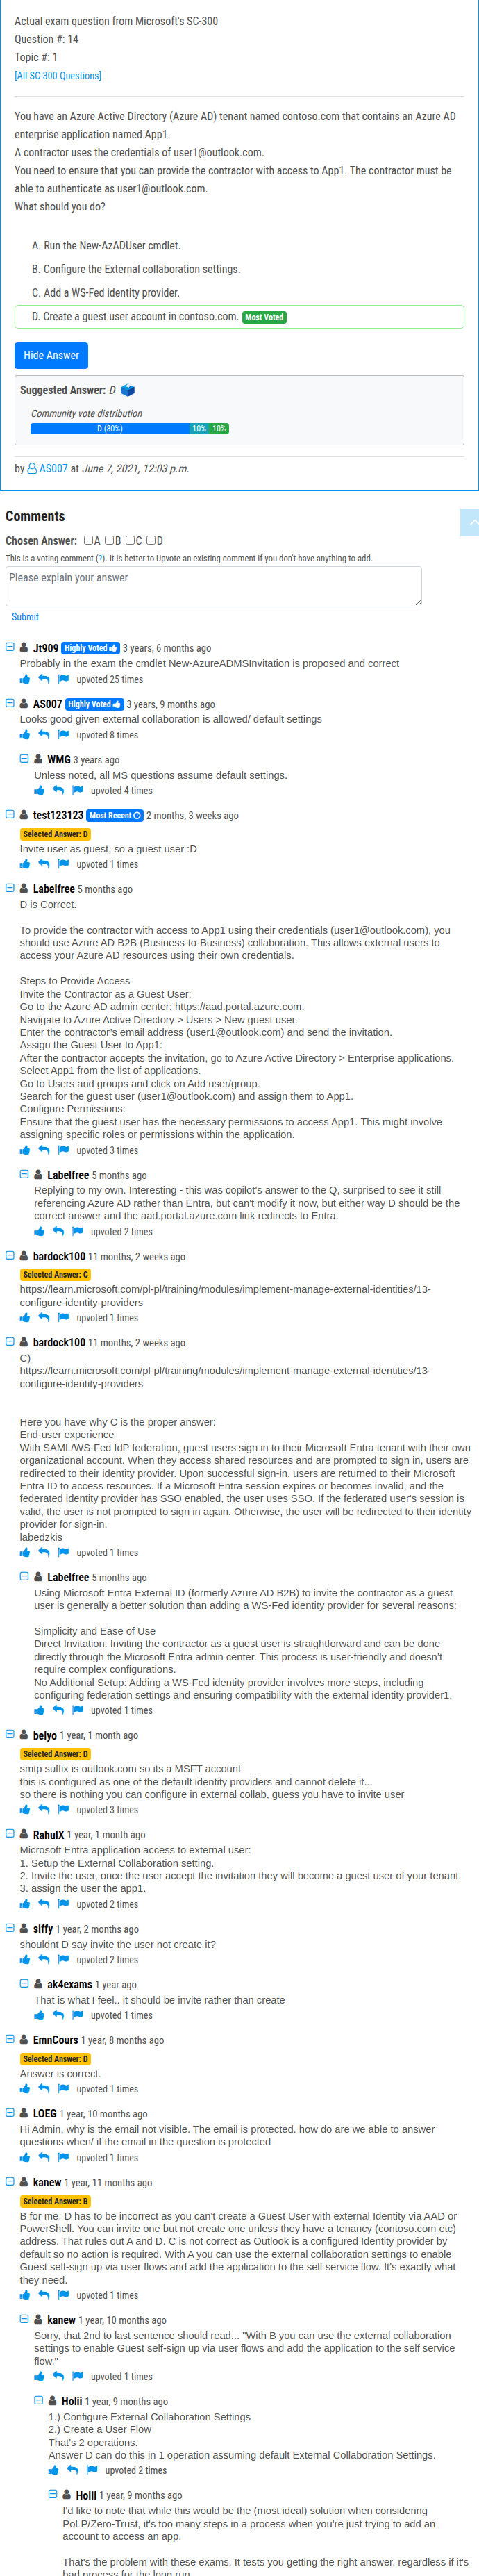 Actual exam question from Microsoft's SC-300
Question #: 14
Topic #: 1
[All SC-300 Questions]
You have an Azure Active Directory (Azure AD) tenant named contoso.com that contains an Azure AD
enterprise application named App1.
A contractor uses the credentials of user1@outlook.com.
You need to ensure that you can provide the contractor with access to App1. The contractor must be
able to authenticate as user1@outlook.com.
What should you do?
A. Run the New-AzADUser cmdlet.
B. Configure the External collaboration settings.
C. Add a WS-Fed identity provider.
D. Create a guest user account in contoso.com. Most Voted
Hide Answer
Suggested Answer: D
Community vote distribution
D (80%) 10% 10%
by AS007 at June 7, 2021, 12:03 p.m.
Comments
Chosen Answer: A B C D
This is a voting comment (?). It is better to Upvote an existing comment if you don't have anything to add.
Please explain your answer
Submit
Jt909 Highly Voted 3 years, 6 months ago
Probably in the exam the cmdlet New-AzureADMSInvitation is proposed and correct
upvoted 25 times
AS007 Highly Voted 3 years, 9 months ago
Looks good given external collaboration is allowed/ default settings
upvoted 8 times
WMG 3 years ago
Unless noted, all MS questions assume default settings.
upvoted 4 times
test123123 Most Recent 2 months, 3 weeks ago
Selected Answer: D
Invite user as guest, so a guest user :D
upvoted 1 times
Labelfree 5 months ago
D is Correct.
To provide the contractor with access to App1 using their credentials (user1@outlook.com), you
should use Azure AD B2B (Business-to-Business) collaboration. This allows external users to
access your Azure AD resources using their own credentials.
Steps to Provide Access
Invite the Contractor as a Guest User:
Go to the Azure AD admin center: https://aad.portal.azure.com.
Navigate to Azure Active Directory > Users > New guest user.
Enter the contractor's email address (user1@outlook.com) and send the invitation.
Assign the Guest User to App1:
After the contractor accepts the invitation, go to Azure Active Directory > Enterprise applications.
Select App1 from the list of applications.
Go to Users and groups and click on Add user/group.
Search for the guest user (user1@outlook.com) and assign them to App1.
Configure Permissions:
Ensure that the guest user has the necessary permissions to access App1. This might involve
assigning specific roles or permissions within the application.
upvoted 3 times
Labelfree 5 months ago
Replying to my own. Interesting - this was copilot's answer to the Q, surprised to see it still
referencing Azure AD rather than Entra, but can't modify it now, but either way D should be the
correct answer and the aad.portal.azure.com link redirects to Entra.
upvoted 2 times
bardock100 11 months, 2 weeks ago
Selected Answer: C
https://learn.microsoft.com/pl-pl/training/modules/implement-manage-external-identities/13-
configure-identity-providers
upvoted 1 times
bardock100 11 months, 2 weeks ago
C)
https://learn.microsoft.com/pl-pl/training/modules/implement-manage-external-identities/13-
configure-identity-providers
Here you have why C is the proper answer:
End-user experience
With SAML/WS-Fed IdP federation, guest users sign in to their Microsoft Entra tenant with their own
organizational account. When they access shared resources and are prompted to sign in, users are
redirected to their identity provider. Upon successful sign-in, users are returned to their Microsoft
Entra ID to access resources. If a Microsoft Entra session expires or becomes invalid, and the
federated identity provider has SSO enabled, the user uses SSO. If the federated user's session is
valid, the user is not prompted to sign in again. Otherwise, the user will be redirected to their identity
provider for sign-in.
labedzkis
upvoted 1 times
Labelfree 5 months ago
Using Microsoft Entra External ID (formerly Azure AD B2B) to invite the contractor as a guest
user is generally a better solution than adding a WS-Fed identity provider for several reasons:
Simplicity and Ease of Use
Direct Invitation: Inviting the contractor as a guest user is straightforward and can be done
directly through the Microsoft Entra admin center. This process is user-friendly and doesn't
require complex configurations.
No Additional Setup: Adding a WS-Fed identity provider involves more steps, including
configuring federation settings and ensuring compatibility with the external identity provider1.
upvoted 1 times
belyo 1 year, 1 month ago
Selected Answer: D
smtp suffix is outlook.com so its a MSFT account
this is configured as one of the default identity providers and cannot delete it...
so there is nothing you can configure in external collab, guess you have to invite user
upvoted 3 times
RahulX 1 year, 1 month ago
Microsoft Entra application access to external user:
1. Setup the External Collaboration setting.
2. Invite the user, once the user accept the invitation they will become a guest user of your tenant.
3. assign the user the app1.
upvoted 2 times
siffy 1 year, 2 months ago
shouldnt D say invite the user not create it?
upvoted 2 times
ak4exams 1 year ago
That is what I feel.. it should be invite rather than create
upvoted 1 times
EmnCours 1 year, 8 months ago
Selected Answer: D
Answer is correct.
upvoted 1 times
LOEG 1 year, 10 months ago
Hi Admin, why is the email not visible. The email is protected. how do are we able to answer
questions when/ if the email in the question is protected
upvoted 1 times
kanew 1 year, 11 months ago
Selected Answer: B
B for me. D has to be incorrect as you can't create a Guest User with external Identity via AAD or
PowerShell. You can invite one but not create one unless they have a tenancy (contoso.com etc)
address. That rules out A and D. C is not correct as Outlook is a configured Identity provider by
default so no action is required. With A you can use the external collaboration settings to enable
Guest self-sign up via user flows and add the application to the self service flow. It's exactly what
they need.
upvoted 1 times
kanew 1 year, 10 months ago
Sorry, that 2nd to last sentence should read... "With B you can use the external collaboration
settings to enable Guest self-sign up via user flows and add the application to the self service
flow."
upvoted 1 times
Holii 1 year, 9 months ago
1.) Configure External Collaboration Settings
2.) Create a User Flow
That's 2 operations.
Answer D can do this in 1 operation assuming default External Collaboration Settings.
upvoted 2 times
Holii 1 year, 9 months ago
I'd like to note that while this would be the (most ideal) solution when considering
PoLP/Zero-Trust, it's too many steps in a process when you're just trying to add an
account to access an app.
That's the problem with these exams. It tests you getting the right answer, regardless if it's
bad process for the long run